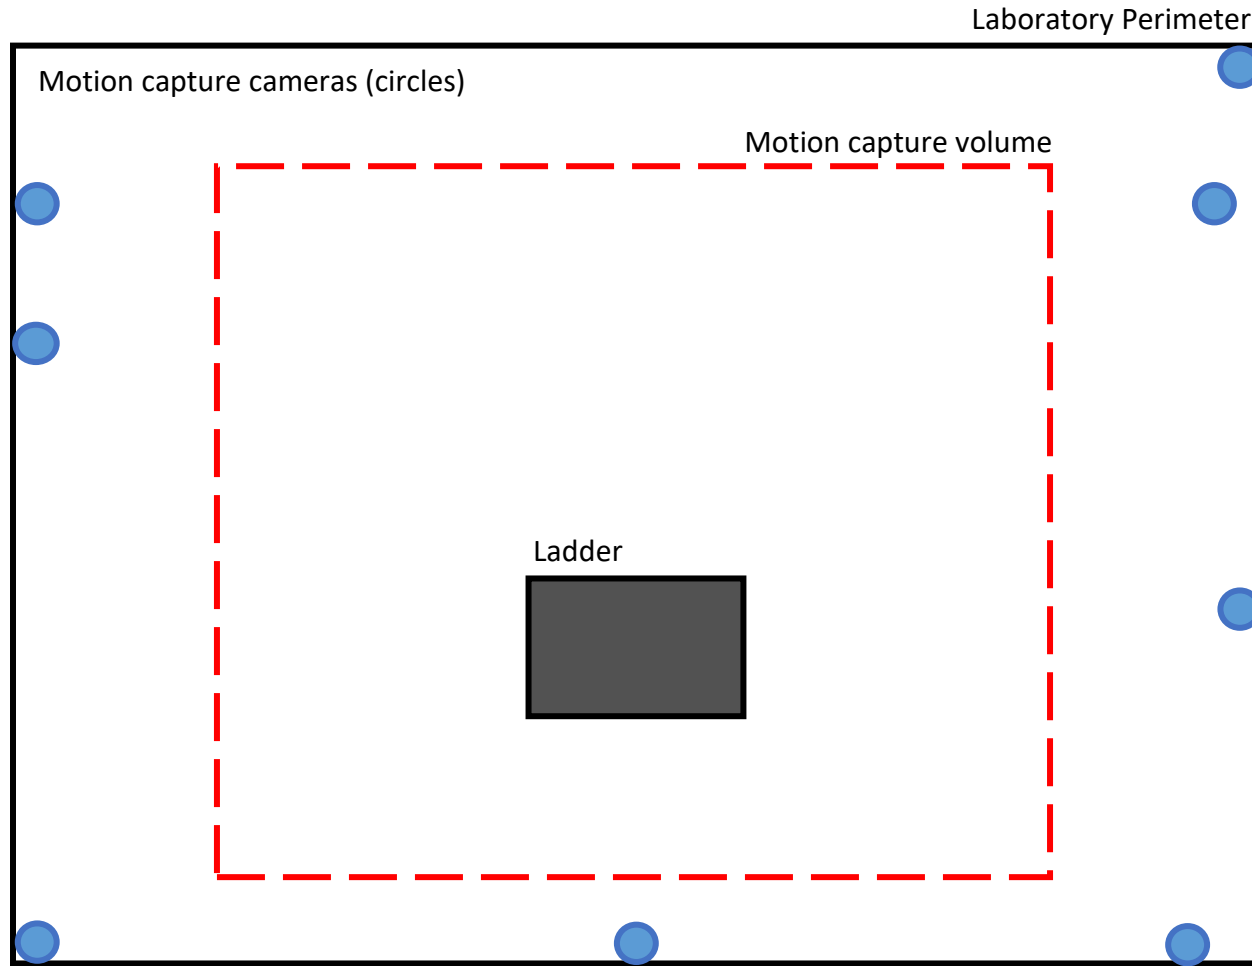 Laboratory Perimeter
Motion capture cameras (circles)
Motion capture volume
Ladder